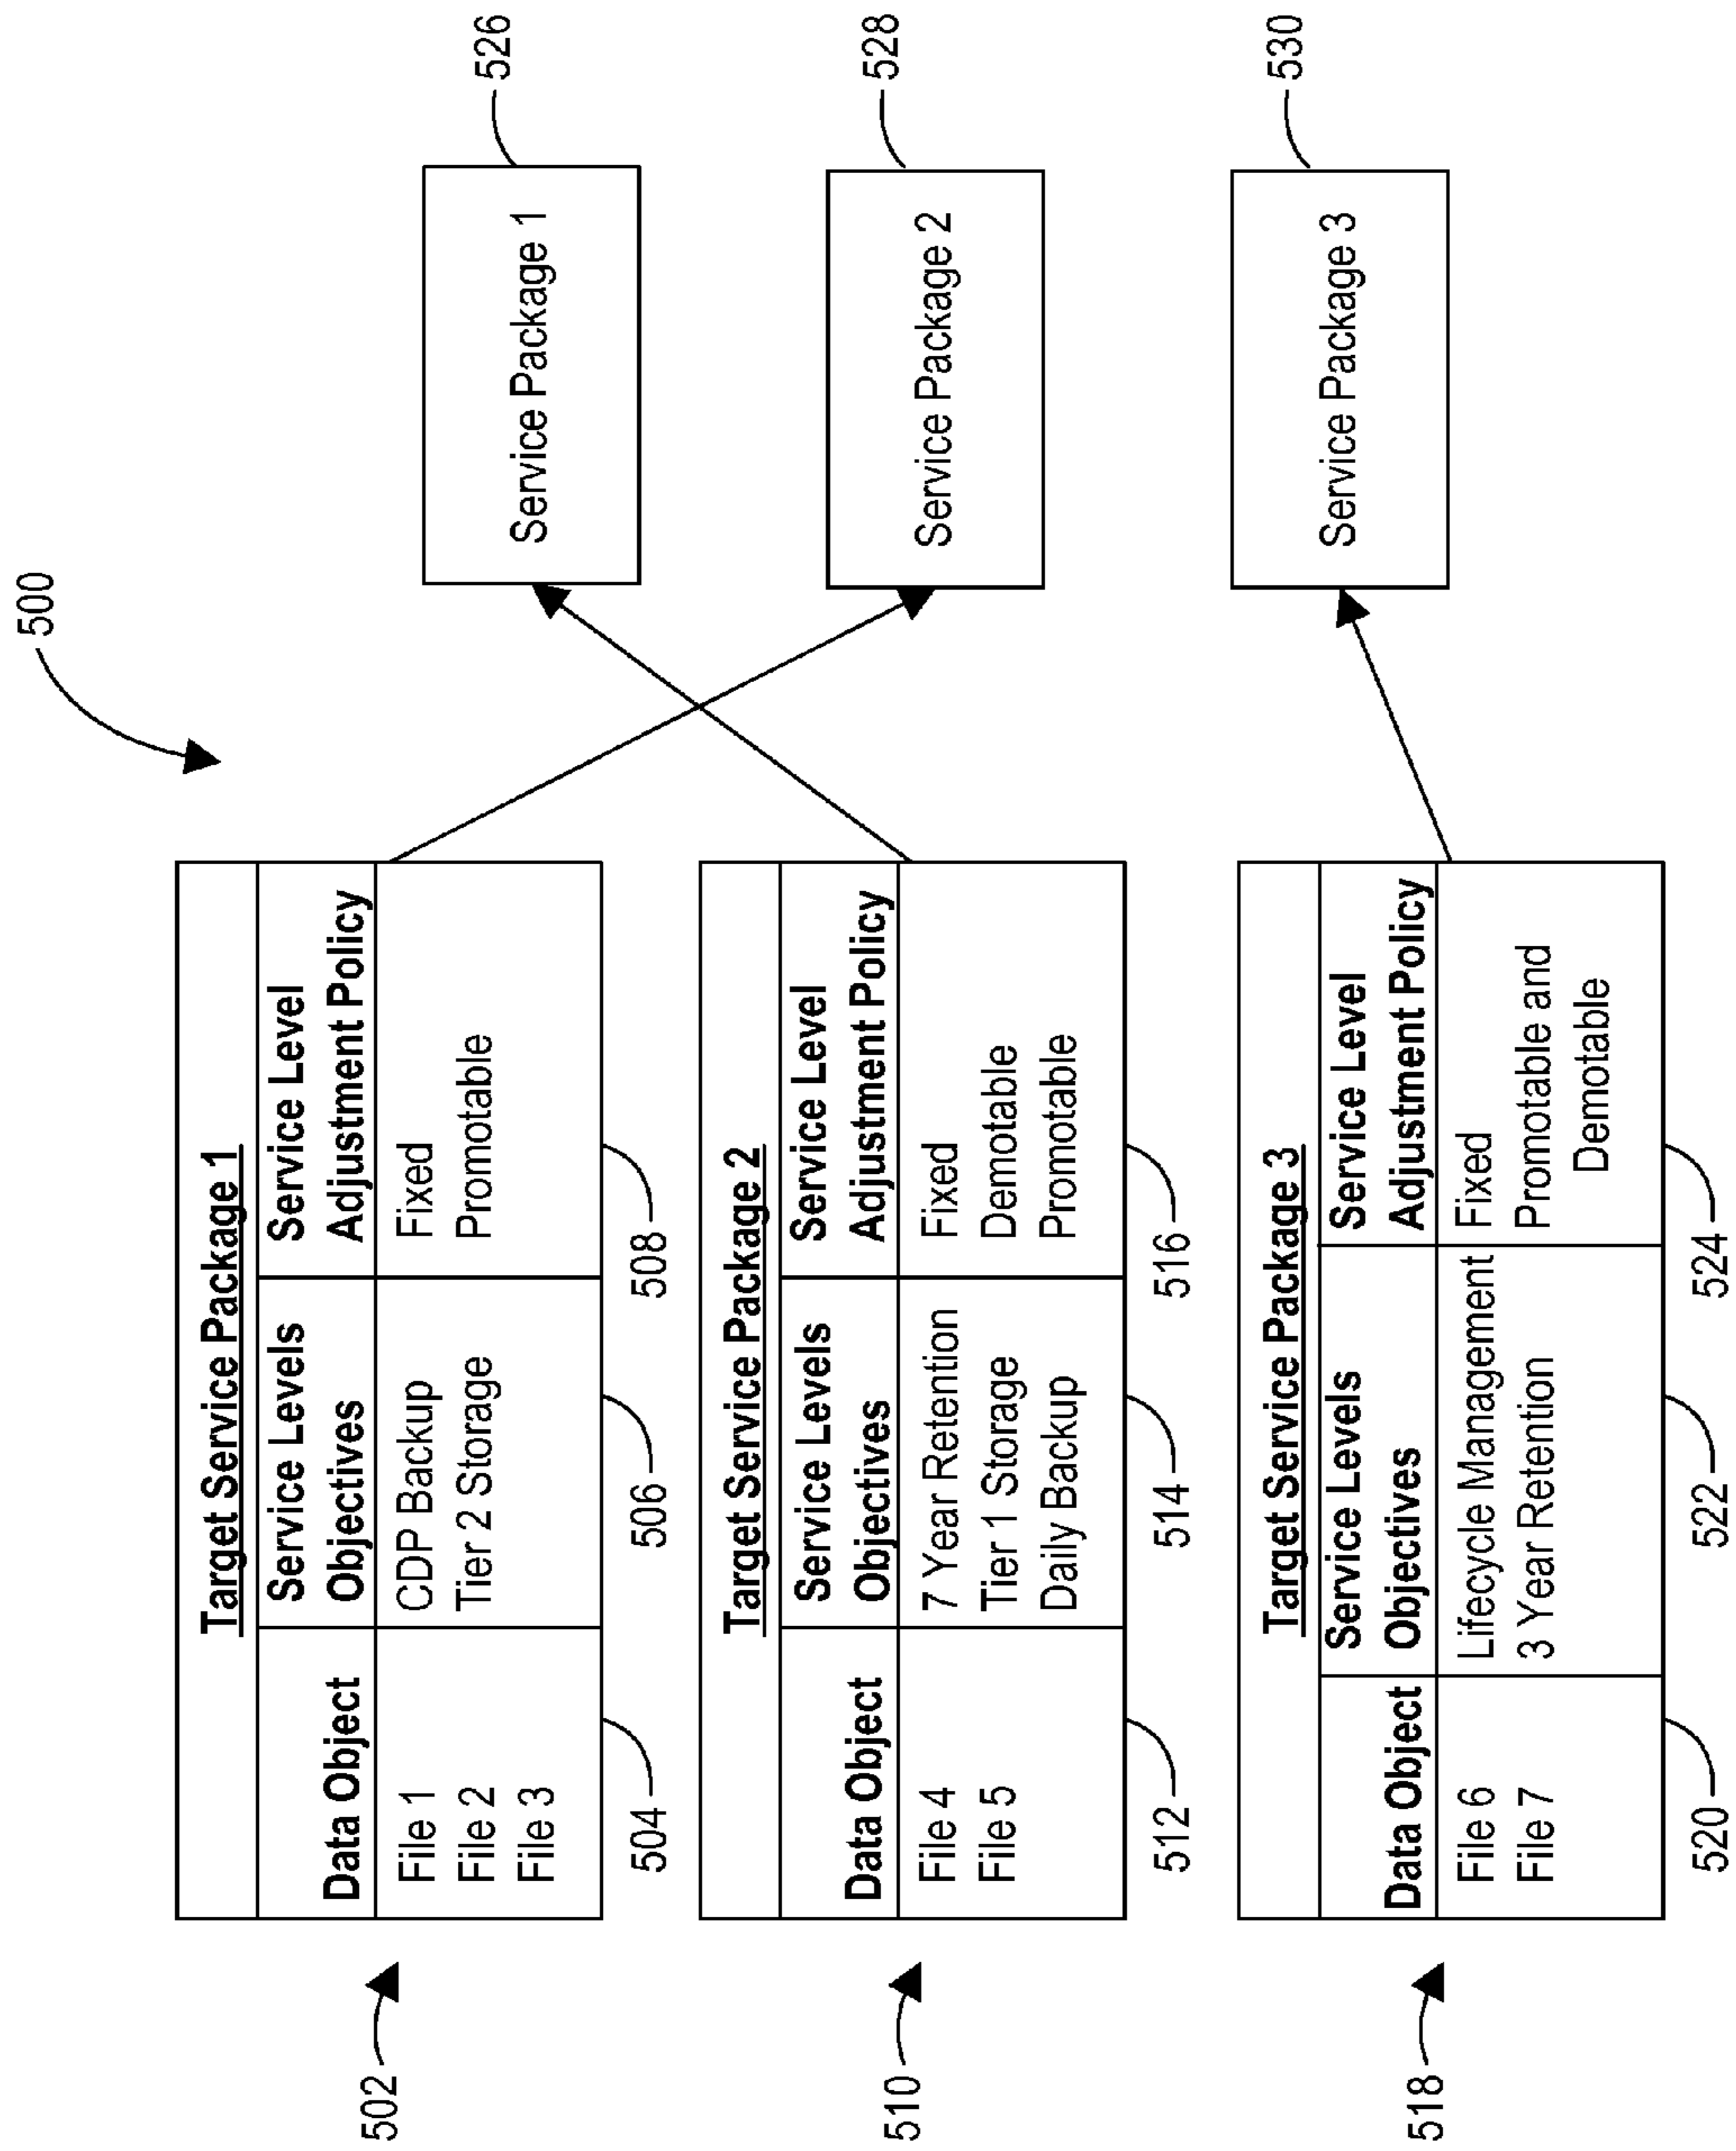 500
502
Target Service Package 1
Data Object
Service Levels
Objectives
Service Level
Adjustment Policy
File 1
File 2
File 3
CDP Backup
Tier 2 Storage
Fixed
Promotable
504
506
508
510
Target Service Package 2
Data Object
Service Levels
Objectives
Service Level
Adjustment Policy
File 4
File 5
7 Year Retention
Tier 1 Storage
Daily Backup
Fixed
Demotable
Promotable
512
514
516
518
Target Service Package 3
Data Object
Service Levels
Objectives
Service Level
Adjustment Policy
File 6
File 7
Lifecycle Management
3 Year Retention
Fixed
Promotable and
Demotable
520
522
524
Service Package 1
526
Service Package 2
528
Service Package 3
530